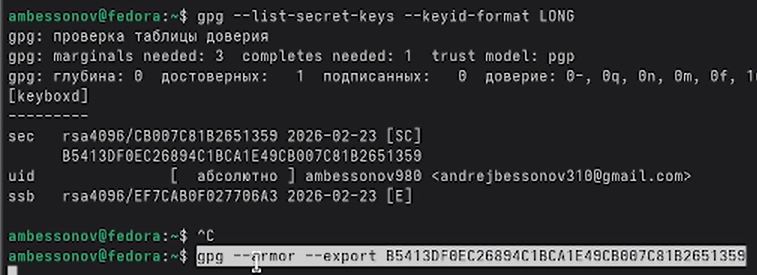 ambessonov@fedora:~$ gpg --list-secret-keys --keyid-format LONG
gpg: проверка таблицы доверия
gpg: marginals needed: 3  completes needed: 1  trust model: pgp
gpg: глубина: 0  достоверных:   1  подписанных:   0  доверие: 0-, 0q, 0n, 0m, 0f, 1
[keyboxd]
---------
sec   rsa4096/CB007C81B2651359 2026-02-23 [SC]
      B5413DF0EC26894C1BCA1E49CB007C81B2651359
uid              [  абсолютно ] ambessonov980 <andrejbessonov310@gmail.com>
ssb   rsa4096/EF7CAB0F027706A3 2026-02-23 [E]
ambessonov@fedora:~$ ^C
ambessonov@fedora:~$ gpg --armor --export B5413DF0EC26894C1BCA1E49CB007C81B2651359